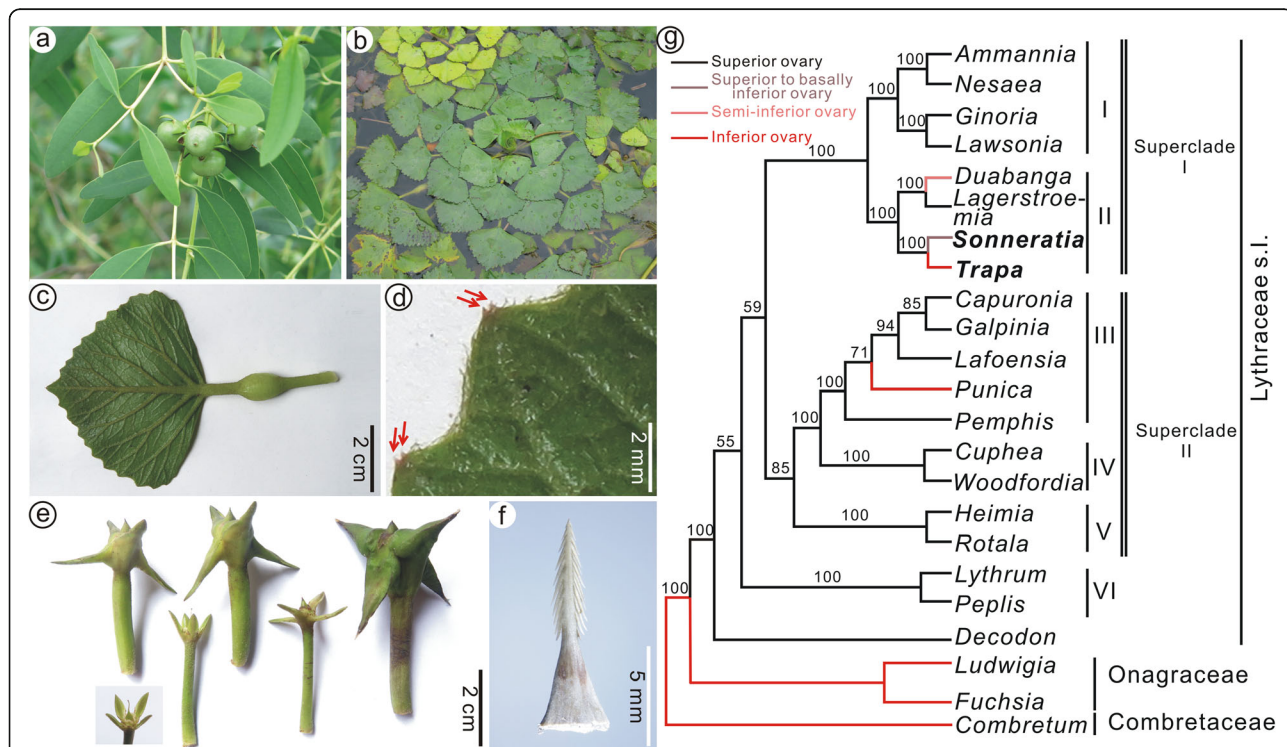 a
b
c
2 cm
d
2 mm
e
2 cm
f
5 mm
g
Superior ovary
Superior to basally
inferior ovary
Semi-inferior ovary
Inferior ovary
100
100
100
100
100
100
100
59
85
94
71
100
100
55
85
100
100
100
100
100
Ammannia
Nesaea
Ginoria
Lawsonia
Duabanga
Lagerstroe-
mia
Sonneratia
Trapa
Capuronia
Galpinia
Lafoensia
Punica
Pemphis
Cuphea
Woodfordia
Heimia
Rotala
Lythrum
Peplis
Decodon
Ludwigia
Fuchsia
Combretum
I
II
III
IV
V
VI
Superclade
I
Superclade
II
Lythraceae s.l.
Onagraceae
Combretaceae